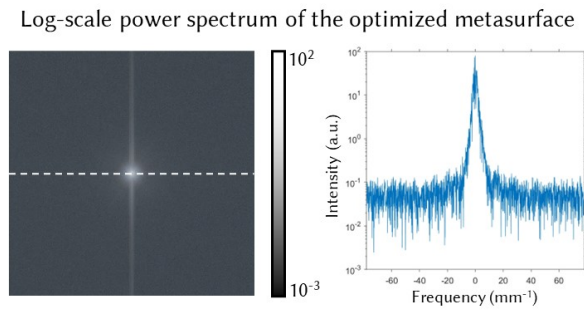 Log-scale power spectrum of the optimized metasurface
10²
10⁻³
Intensity (a.u.)
10²
10¹
10⁰
10⁻¹
10⁻²
10⁻³
-60 -40 -20 0 20 40 60
Frequency (mm⁻¹)